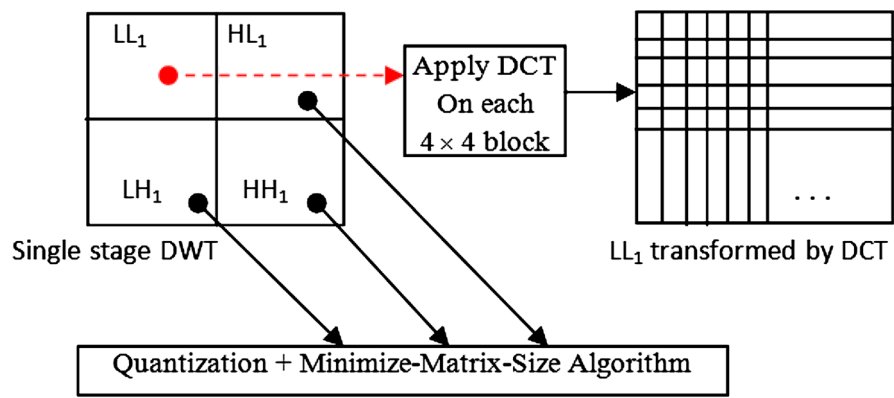 LL₁ HL₁
Apply DCT
On each
4 × 4 block
LH₁ HH₁
. . .
Single stage DWT
LL₁ transformed by DCT
Quantization + Minimize-Matrix-Size Algorithm